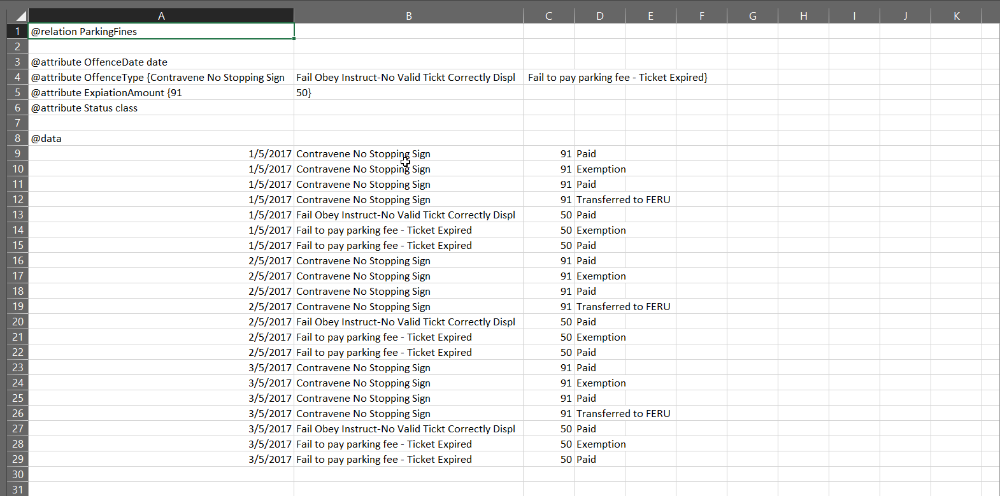 A B C D E F G H I J K
1 @relation ParkingFines
2
3 @attribute OffenceDate date
4 @attribute OffenceType {Contravene No Stopping Sign Fail Obey Instruct-No Valid Tickt Correctly Displ Fail to pay parking fee - Ticket Expired}
5 @attribute ExpiationAmount {91 50}
6 @attribute Status class
7
8 @data
9 1/5/2017 Contravene No Stopping Sign 91 Paid
10 1/5/2017 Contravene No Stopping Sign 91 Exemption
11 1/5/2017 Contravene No Stopping Sign 91 Paid
12 1/5/2017 Contravene No Stopping Sign 91 Transferred to FERU
13 1/5/2017 Fail Obey Instruct-No Valid Tickt Correctly Displ 50 Paid
14 1/5/2017 Fail to pay parking fee - Ticket Expired 50 Exemption
15 1/5/2017 Fail to pay parking fee - Ticket Expired 50 Paid
16 2/5/2017 Contravene No Stopping Sign 91 Paid
17 2/5/2017 Contravene No Stopping Sign 91 Exemption
18 2/5/2017 Contravene No Stopping Sign 91 Paid
19 2/5/2017 Contravene No Stopping Sign 91 Transferred to FERU
20 2/5/2017 Fail Obey Instruct-No Valid Tickt Correctly Displ 50 Paid
21 2/5/2017 Fail to pay parking fee - Ticket Expired 50 Exemption
22 2/5/2017 Fail to pay parking fee - Ticket Expired 50 Paid
23 3/5/2017 Contravene No Stopping Sign 91 Paid
24 3/5/2017 Contravene No Stopping Sign 91 Exemption
25 3/5/2017 Contravene No Stopping Sign 91 Paid
26 3/5/2017 Contravene No Stopping Sign 91 Transferred to FERU
27 3/5/2017 Fail Obey Instruct-No Valid Tickt Correctly Displ 50 Paid
28 3/5/2017 Fail to pay parking fee - Ticket Expired 50 Exemption
29 3/5/2017 Fail to pay parking fee - Ticket Expired 50 Paid
30
31